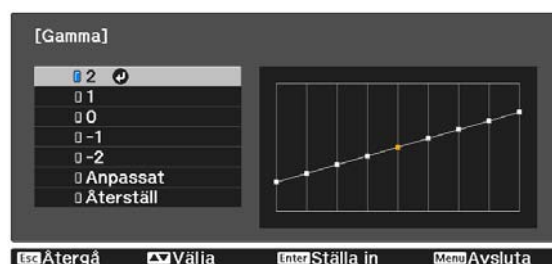 [Gamma]
2
1
0
-1
-2
Anpassat
Återställ
Esc Återgå Välja Enter Ställa in Menu Avsluta